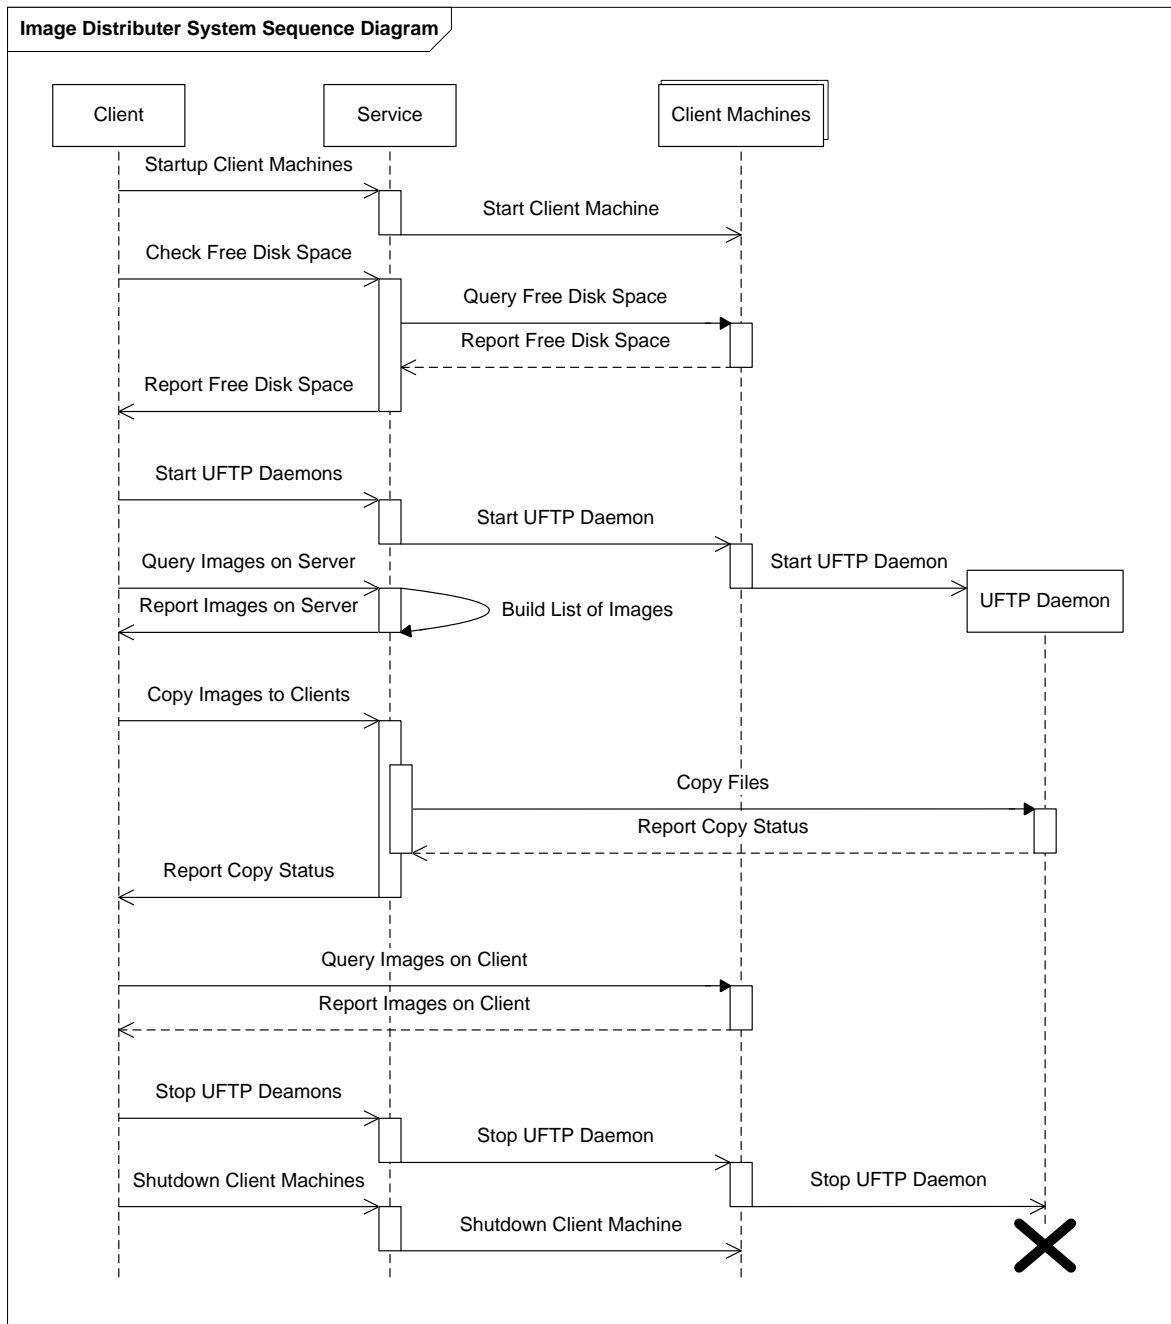 Image Distributer System Sequence Diagram
Client
Service
Client Machines
Startup Client Machines
Start Client Machine
Check Free Disk Space
Query Free Disk Space
Report Free Disk Space
Report Free Disk Space
Start UFTP Daemons
Start UFTP Daemon
Query Images on Server
Start UFTP Daemon
Report Images on Server
Build List of Images
UFTP Daemon
Copy Images to Clients
Copy Files
Report Copy Status
Report Copy Status
Query Images on Client
Report Images on Client
Stop UFTP Deamons
Stop UFTP Daemon
Shutdown Client Machines
Stop UFTP Daemon
Shutdown Client Machine